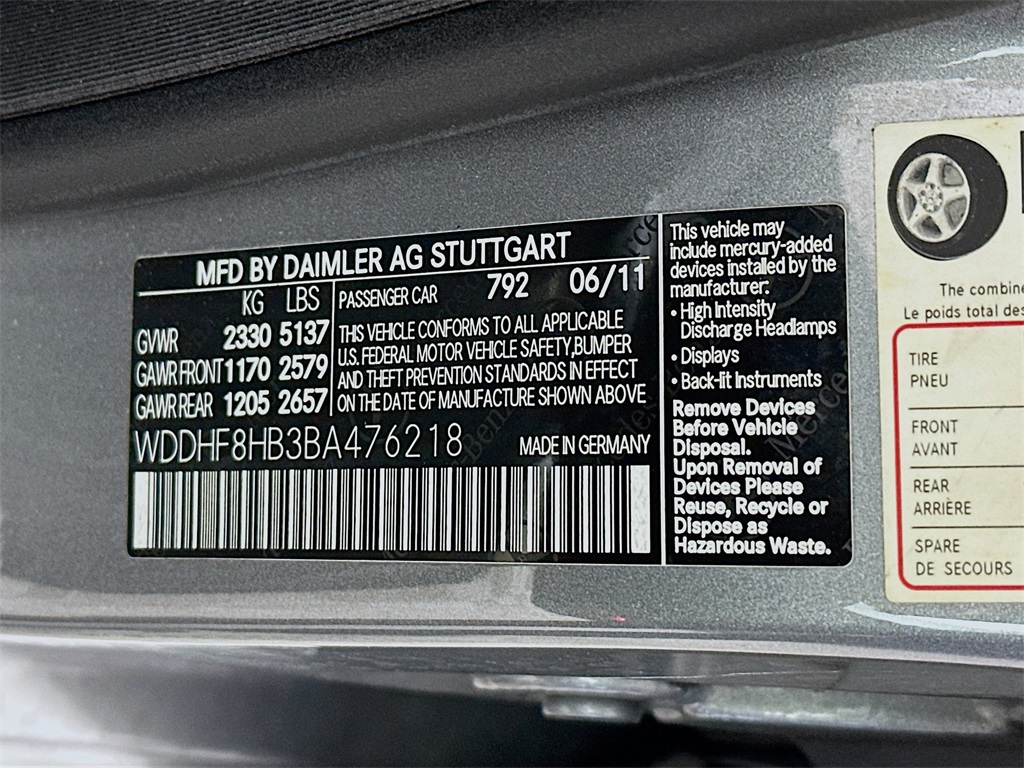 MFD BY DAIMLER AG STUTTGART
KG LBS
GVWR 2330 5137
GAWR FRONT 1170 2579
GAWR REAR 1205 2657
PASSENGER CAR 792 06/11
THIS VEHICLE CONFORMS TO ALL APPLICABLE
U.S. FEDERAL MOTOR VEHICLE SAFETY,BUMPER
AND THEFT PREVENTION STANDARDS IN EFFECT
ON THE DATE OF MANUFACTURE SHOWN ABOVE
WDDHF8HB3BA476218 MADE IN GERMANY
This vehicle may
include mercury-added
devices installed by the
manufacturer:
• High Intensity
Discharge Headlamps
• Displays
• Back-lit Instruments
Remove Devices
Before Vehicle
Disposal.
Upon Removal of
Devices Please
Reuse, Recycle or
Dispose as
Hazardous Waste.
The combine
Le poids total des
TIRE
PNEU
FRONT
AVANT
REAR
ARRIÈRE
SPARE
DE SECOURS